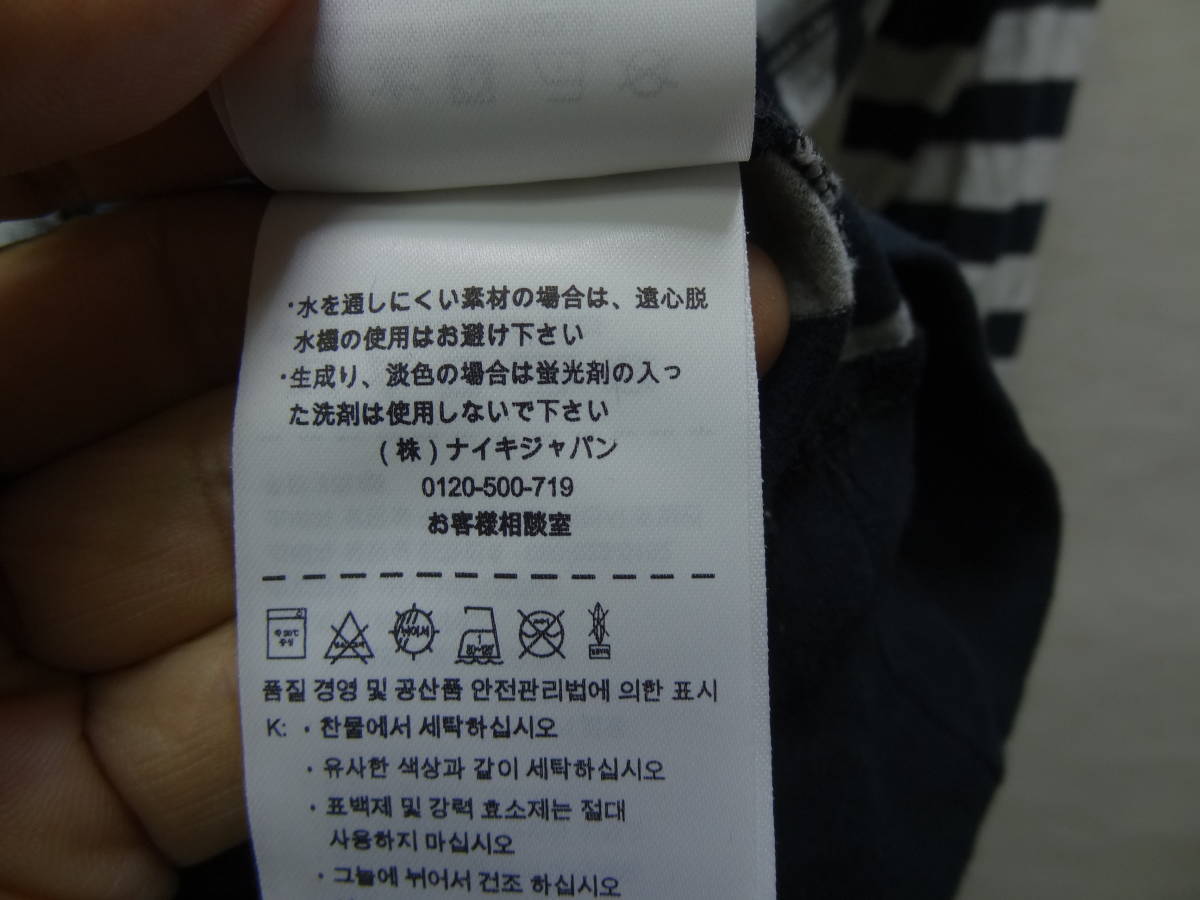 ・水を通しにくい素材の場合は、遠心脱
水機の使用はお避け下さい
・生成り、淡色の場合は蛍光剤の入っ
た洗剤は使用しないで下さい
(株)ナイキジャパン
0120-500-719
お客様相談室
품질 경영 및 공산품 안전관리법에 의한 표시
K: · 찬물에서 세탁하십시오
· 유사한 색상과 같이 세탁하십시오
· 표백제 및 강력 효소제는 절대
사용하지 마십시오
· 그늘에 뉘어서 건조 하십시오